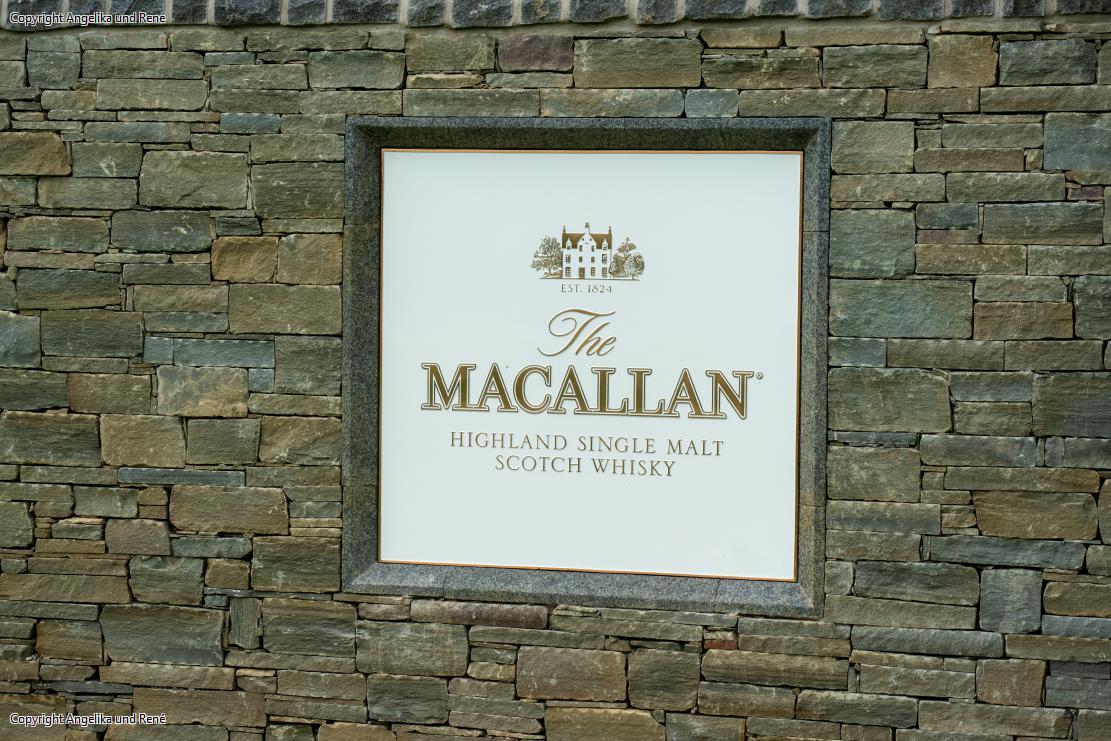 Copyright Angelika und René
EST. 1824
The
MACALLAN®
HIGHLAND SINGLE MALT
SCOTCH WHISKY
Copyright Angelika und René